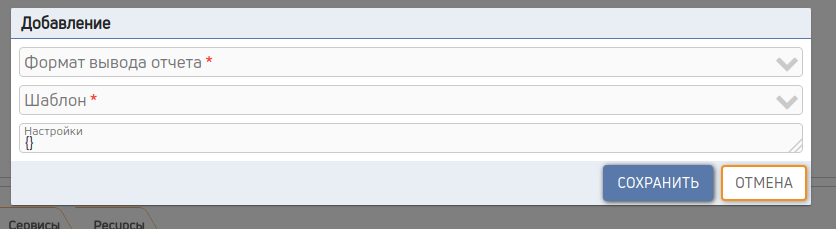 Добавление
Формат вывода отчета *
Шаблон *
Настройки
{}
СОХРАНИТЬ ОТМЕНА
Сервисы Ресурсы